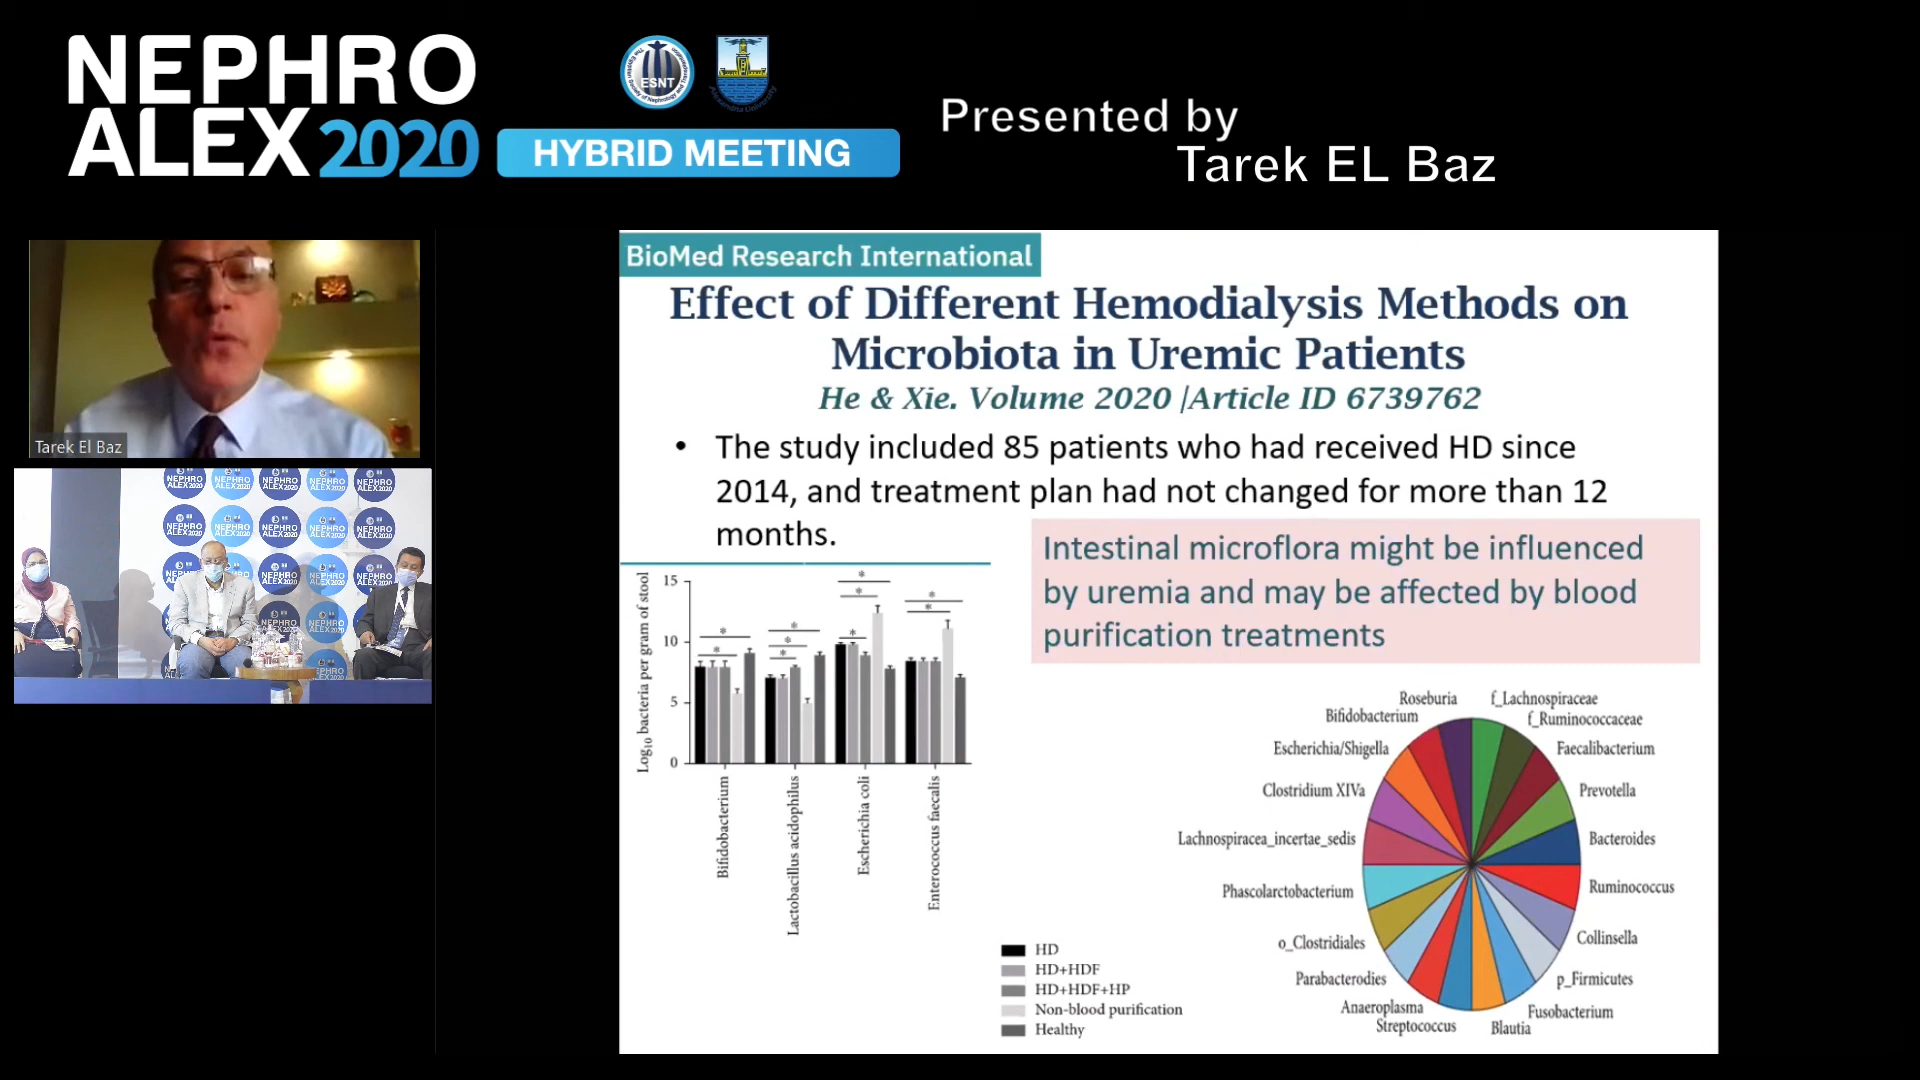 NEPHRO
ALEX 2020
ESNT
HYBRID MEETING
Presented by
Tarek EL Baz
Tarek El Baz
NEPHRO
ALEX2020
BioMed Research International
Effect of Different Hemodialysis Methods on
Microbiota in Uremic Patients
He & Xie. Volume 2020 |Article ID 6739762
• The study included 85 patients who had received HD since
2014, and treatment plan had not changed for more than 12
months.
Intestinal microflora might be influenced
by uremia and may be affected by blood
purification treatments
Log10 bacteria per gram of stool
15
10
5
0
* * * * * * * * * *
Bifidobacterium
Lactobacillus acidophilus
Escherichia coli
Enterococcus faecalis
HD
HD+HDF
HD+HDF+HP
Non-blood purification
Healthy
Roseburia
f_Lachnospiraceae
Bifidobacterium
f_Ruminococcaceae
Escherichia/Shigella
Faecalibacterium
Clostridium XIVa
Prevotella
Lachnospiracea_incertae_sedis
Bacteroides
Phascolarctobacterium
Ruminococcus
o_Clostridiales
Collinsella
Parabacterodies
p_Firmicutes
Anaeroplasma
Fusobacterium
Streptococcus
Blautia